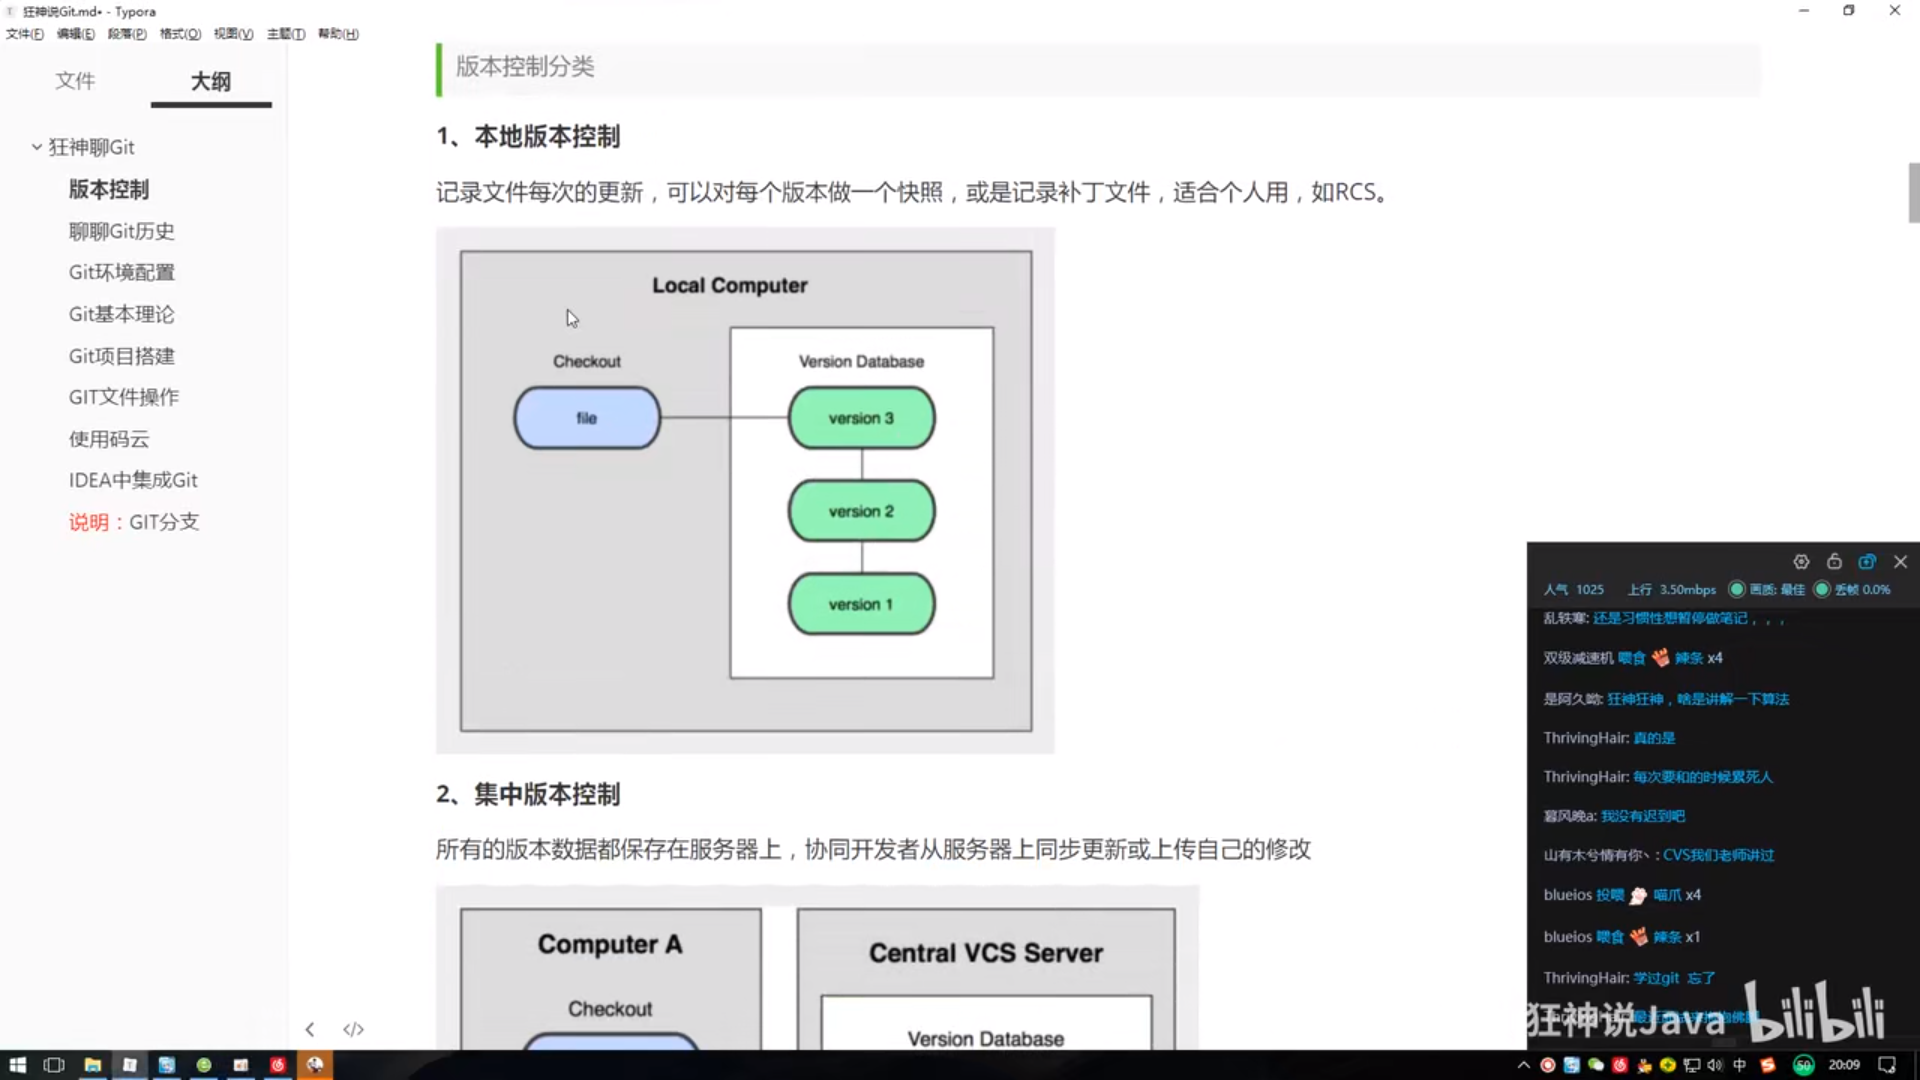 狂神说Git.md• - Typora
文件(F) 编辑(E) 段落(P) 格式(O) 视图(V) 主题(T) 帮助(H)
文件 大纲
狂神聊Git
版本控制
聊聊Git历史
Git环境配置
Git基本理论
Git项目搭建
GIT文件操作
使用码云
IDEA中集成Git
说明：GIT分支
版本控制分类
1、本地版本控制
记录文件每次的更新，可以对每个版本做一个快照，或是记录补丁文件，适合个人用，如RCS。
Local Computer
Checkout
Version Database
file
version 3
version 2
version 1
2、集中版本控制
所有的版本数据都保存在服务器上，协同开发者从服务器上同步更新或上传自己的修改
Computer A
Central VCS Server
Checkout
Version Database
人气 1025 上行 3.50mbps 画质: 最佳 丢帧 0.0%
乱轶寒: 还是习惯性想暂停做笔记，，，
双级减速机 喂食 辣条 x4
是阿久呦: 狂神狂神，啥是讲解一下算法
ThrivingHair: 真的是
ThrivingHair: 每次要和的时候累死人
暮风晚a: 我没有迟到吧
山有木兮情有你丶: CVS我们老师讲过
blueios 投喂 喵爪 x4
blueios 喂食 辣条 x1
ThrivingHair: 学过git 忘了
狂神说Java bilibili
中
50
20:09